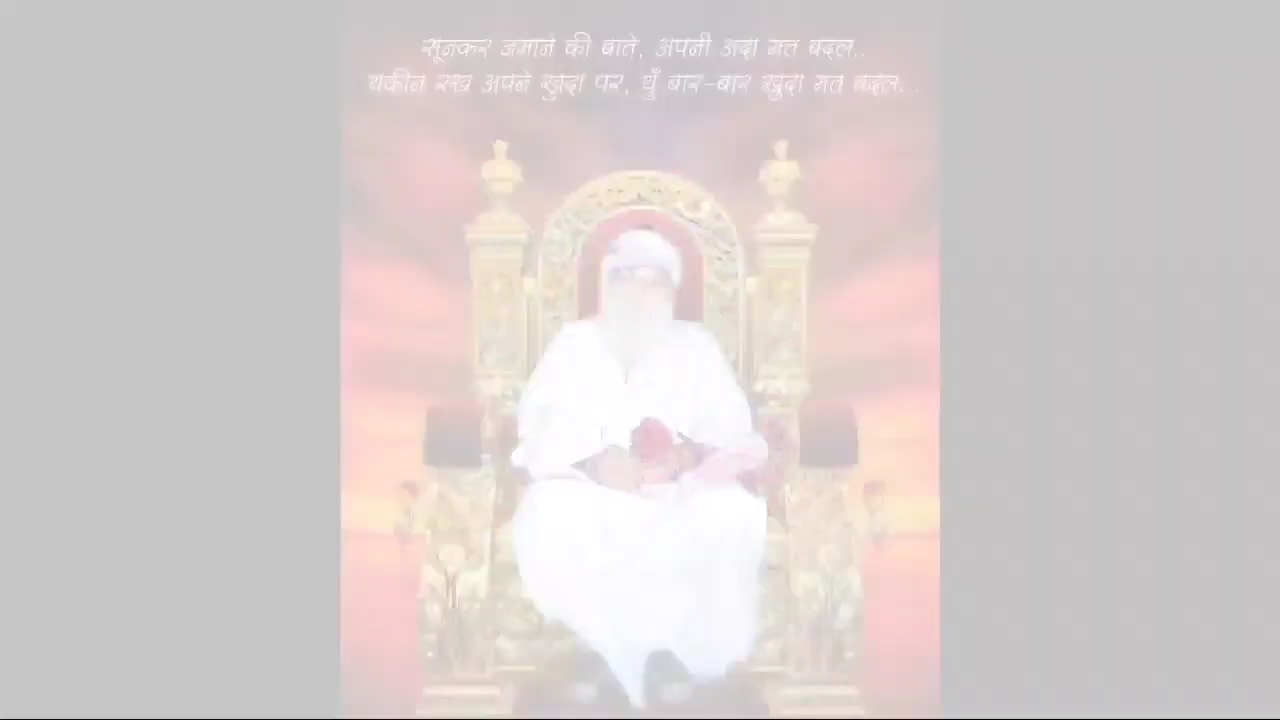 सूनकर जमाने की बाते, अपनी अदा मत बदल..
यकीन रख अपने खुदा पर, युँ बार-बार खुदा मत बदल...